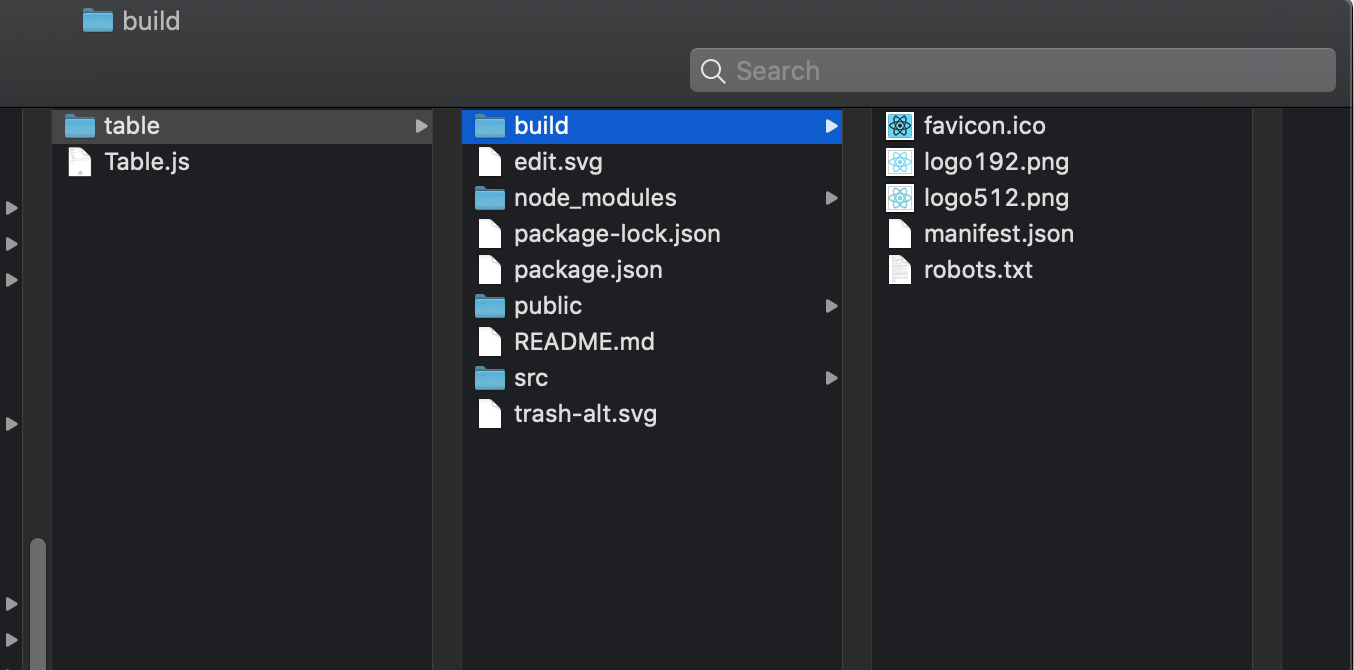 build
Search
table
Table.js
build
edit.svg
node_modules
package-lock.json
package.json
public
README.md
src
trash-alt.svg
favicon.ico
logo192.png
logo512.png
manifest.json
robots.txt